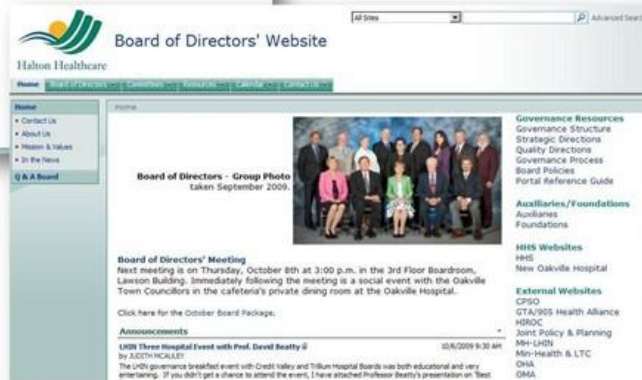 All Sites
Advanced Search
Board of Directors' Website
Halton Healthcare
Home
Board of Directors
Committees
Resources
Calendar
Contact Us
Home
Contact Us
About Us
Mission & Values
In the News
Q & A Board
Home
Board of Directors - Group Photo
taken September 2009.
Board of Directors' Meeting
Next meeting is on Thursday, October 8th at 3:00 p.m. in the 3rd Floor Boardroom,
Lawson Building. Immediately following the meeting is a social event with the Oakville
Town Councillors in the cafeteria's private dining room at the Oakville Hospital.
Click here for the October Board Package.
Announcements
LHIN Three Hospital Event with Prof. David Beatty
10/6/2009 9:30 AM
by JUDITH MCAULEY
The LHIN governance breakfast event with Credit Valley and Trillium Hospital Boards was both educational and very
entertaining. If you didn't get a chance to attend the event, I have attached Professor Beatty's presentation on "Best
Governance Resources
Governance Structure
Strategic Directions
Quality Directions
Governance Process
Board Policies
Portal Reference Guide
Auxiliaries/Foundations
Auxiliaries
Foundations
HHS Websites
HHS
New Oakville Hospital
External Websites
CPSO
GTA/905 Health Alliance
HIROC
Joint Policy & Planning
MH-LHIN
Min-Health & LTC
OHA
OMA